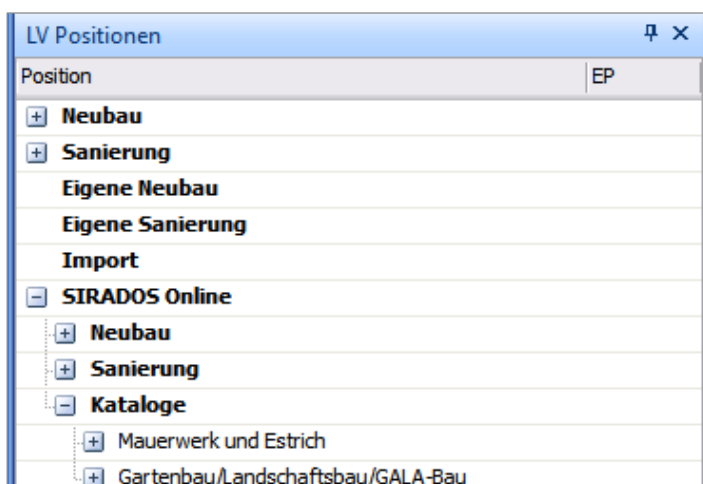 LV Positionen
Position EP
Neubau
Sanierung
Eigene Neubau
Eigene Sanierung
Import
SIRADOS Online
Neubau
Sanierung
Kataloge
Mauerwerk und Estrich
Gartenbau/Landschaftsbau/GALA-Bau